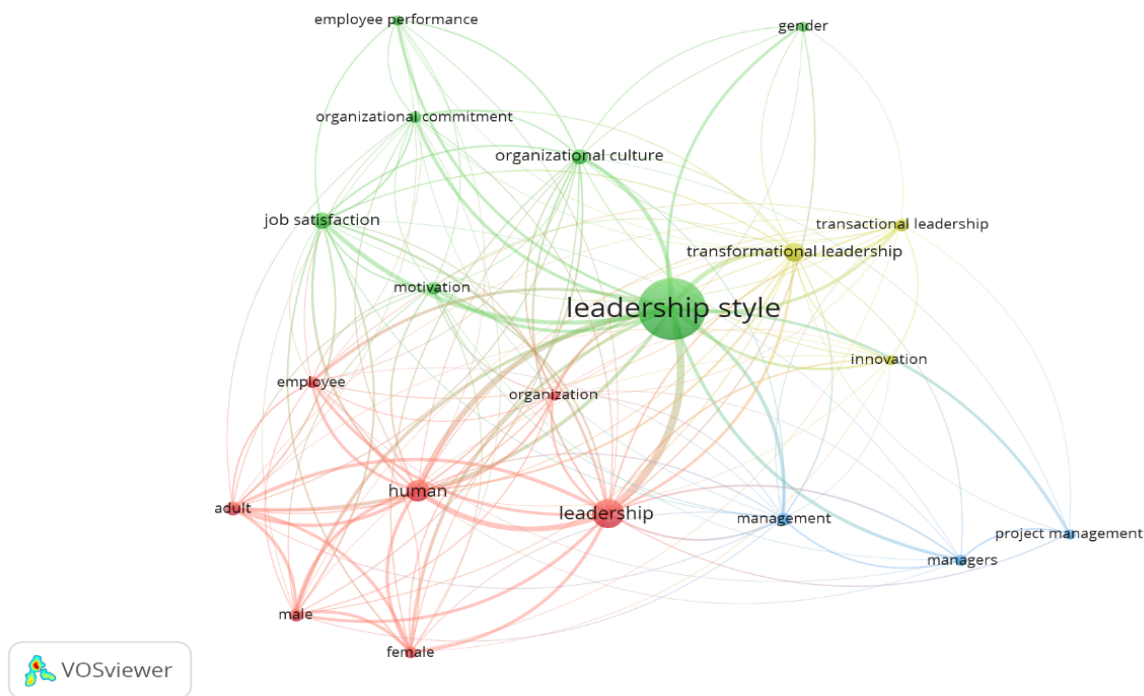 employee performance
gender
organizational commitment
organizational culture
job satisfaction
transactional leadership
transformational leadership
motivation
leadership style
innovation
employee
organization
human
adult
leadership
management
project management
managers
male
female
VOSviewer